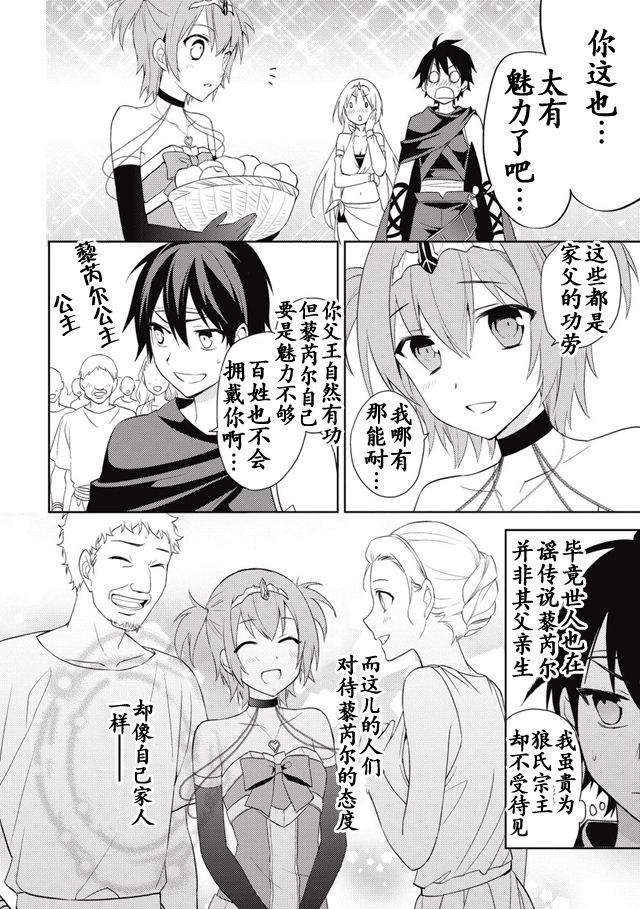 你这也…
太有
魅力了吧…
这些都是
家父的功劳
我哪有
那能耐…
你父王自然有功
但藜芮尔自己
要是魅力不够
百姓也不会
拥戴你啊…
藜芮尔公主
公主
毕竟世人也在
谣传说藜芮尔
并非其父亲生
我虽貴为
狼氏宗主
却不受待见
而这儿的人们
对待藜芮尔的态度
却像自己家人
一样——